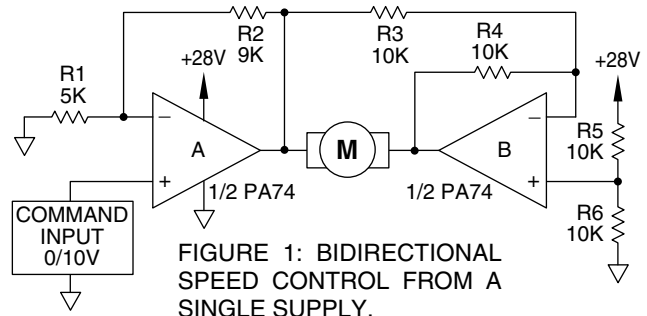 R2
9K
R3
10K
R4
10K
+28V
+28V
R1
5K
−
A
+
M
−
B
+
R5
10K
1/2 PA74
1/2 PA74
R6
10K
COMMAND
INPUT
0/10V
FIGURE 1: BIDIRECTIONAL
SPEED CONTROL FROM A
SINGLE SUPPLY.